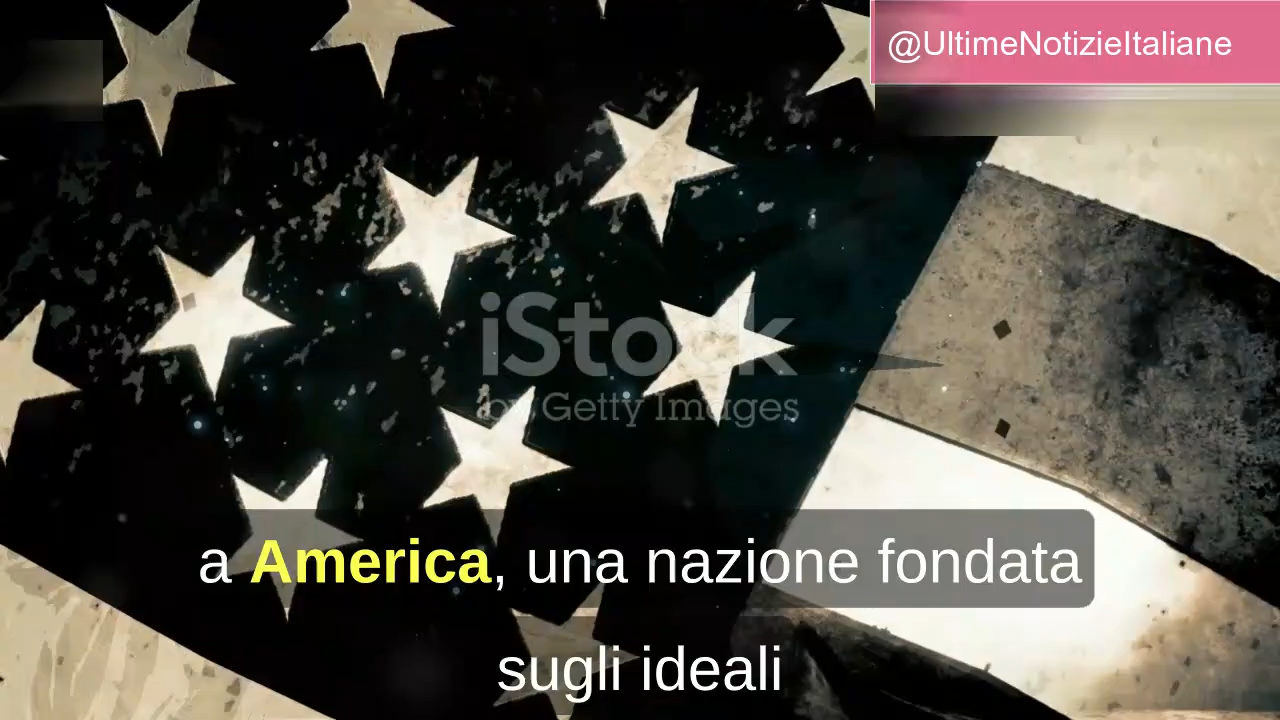 @UltimeNotizieItaliane
iStock
by Getty Images
a America, una nazione fondata
sugli ideali